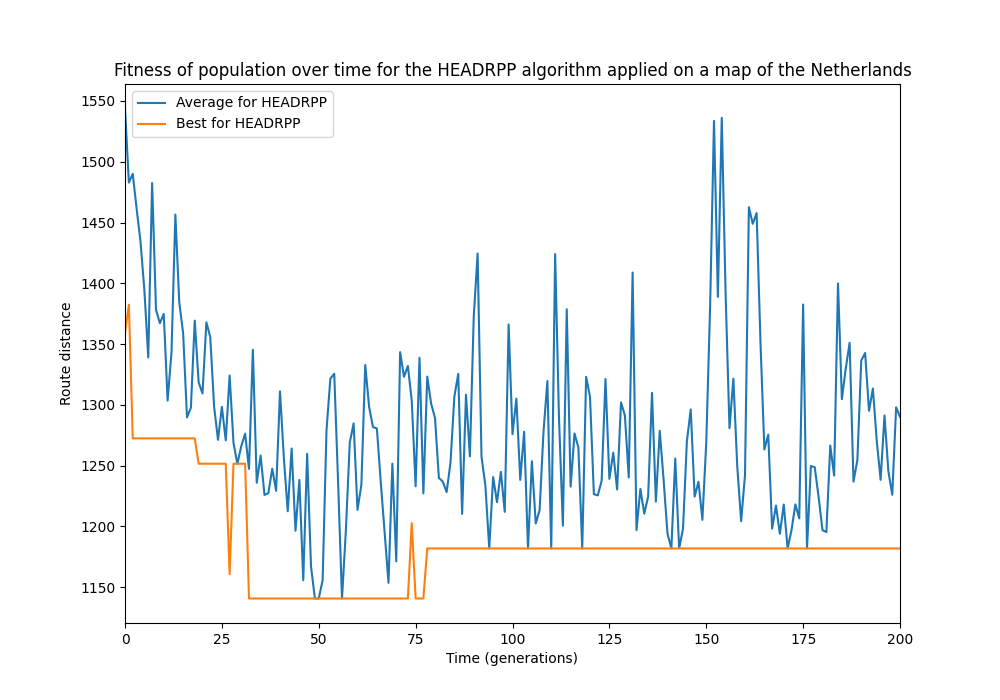 Fitness of population over time for the HEADRPP algorithm applied on a map of the Netherlands
Average for HEADRPP
Best for HEADRPP
Route distance
1550
1500
1450
1400
1350
1300
1250
1200
1150
0 25 50 75 100 125 150 175 200
Time (generations)